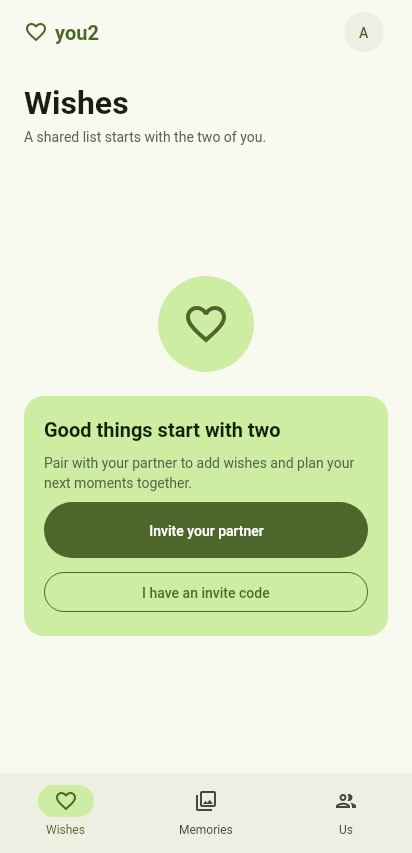 you2
A
Wishes
A shared list starts with the two of you.
Good things start with two
Pair with your partner to add wishes and plan your
next moments together.
Invite your partner
I have an invite code
Wishes
Memories
Us